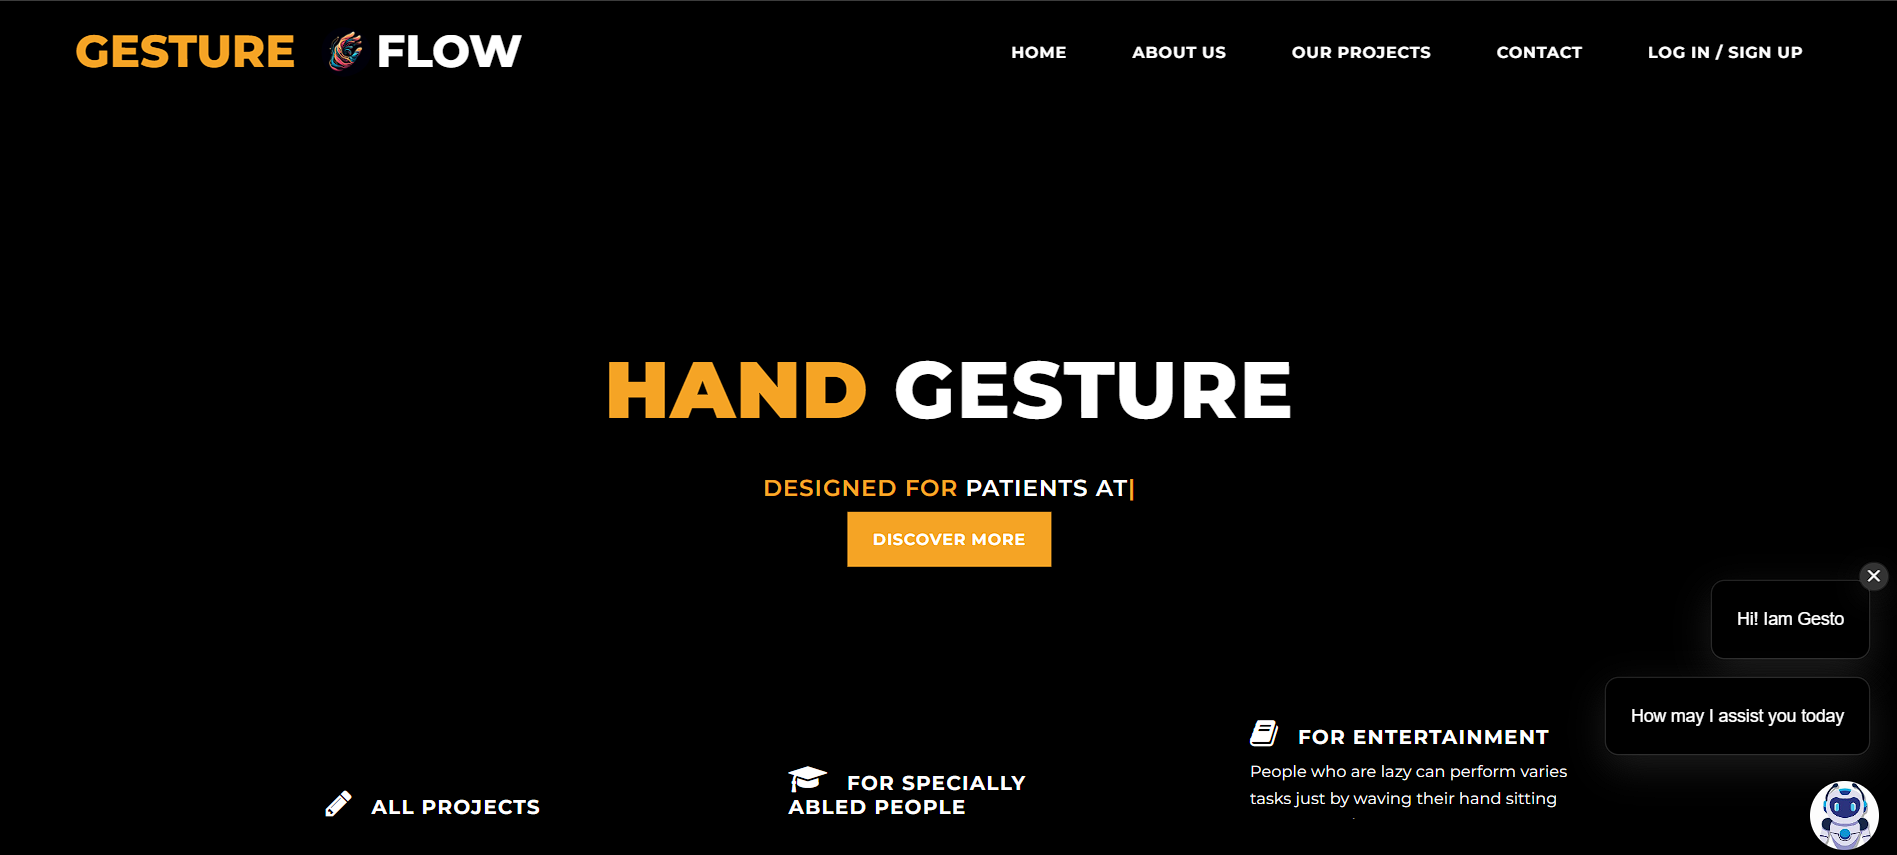 GESTURE FLOW
HOME ABOUT US OUR PROJECTS CONTACT LOG IN / SIGN UP
HAND GESTURE
DESIGNED FOR PATIENTS AT|
DISCOVER MORE
Hi! Iam Gesto
How may I assist you today
ALL PROJECTS
FOR SPECIALLY
ABLED PEOPLE
FOR ENTERTAINMENT
People who are lazy can perform varies
tasks just by waving their hand sitting